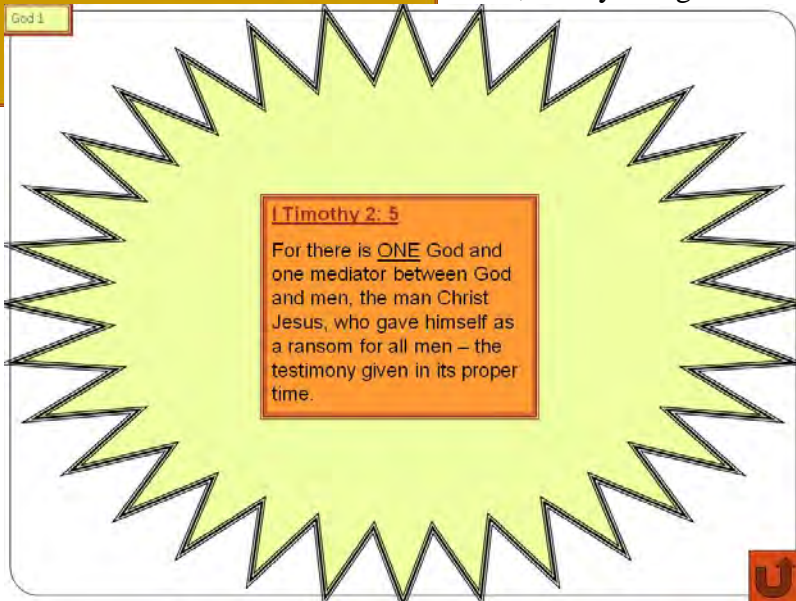 God 1
I Timothy 2: 5
For there is ONE God and
one mediator between God
and men, the man Christ
Jesus, who gave himself as
a ransom for all men – the
testimony given in its proper
time.